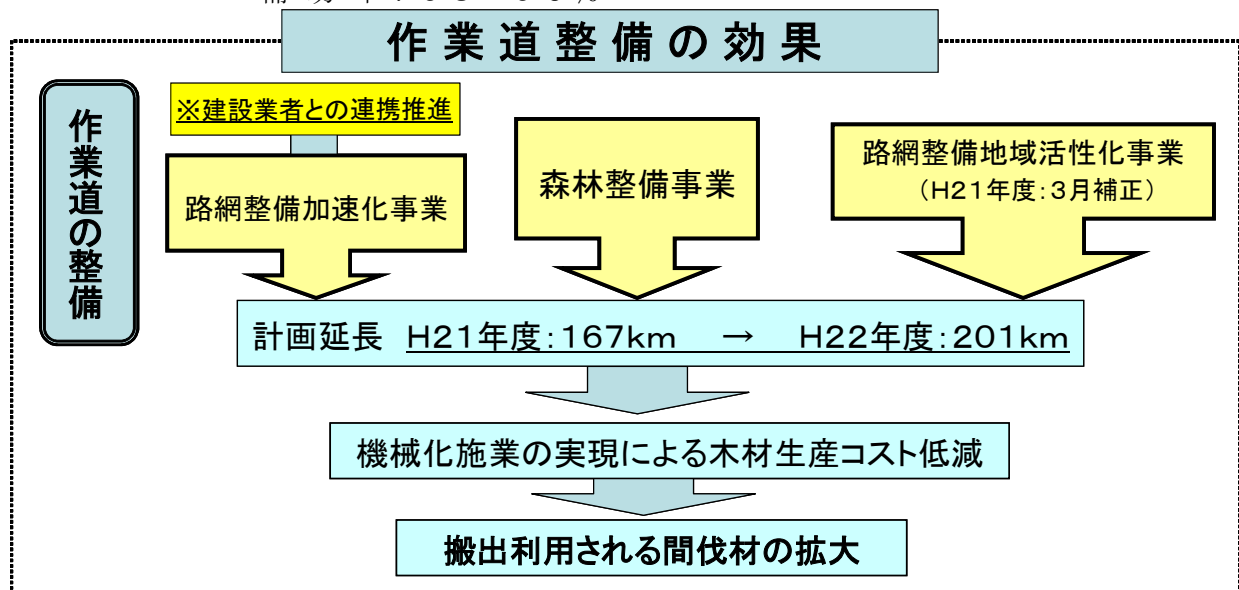 作業道整備の効果
作業道の整備
※建設業者との連携推進
路網整備加速化事業
森林整備事業
路網整備地域活性化事業
（H21年度：3月補正）
計画延長 H21年度：167km → H22年度：201km
機械化施業の実現による木材生産コスト低減
搬出利用される間伐材の拡大